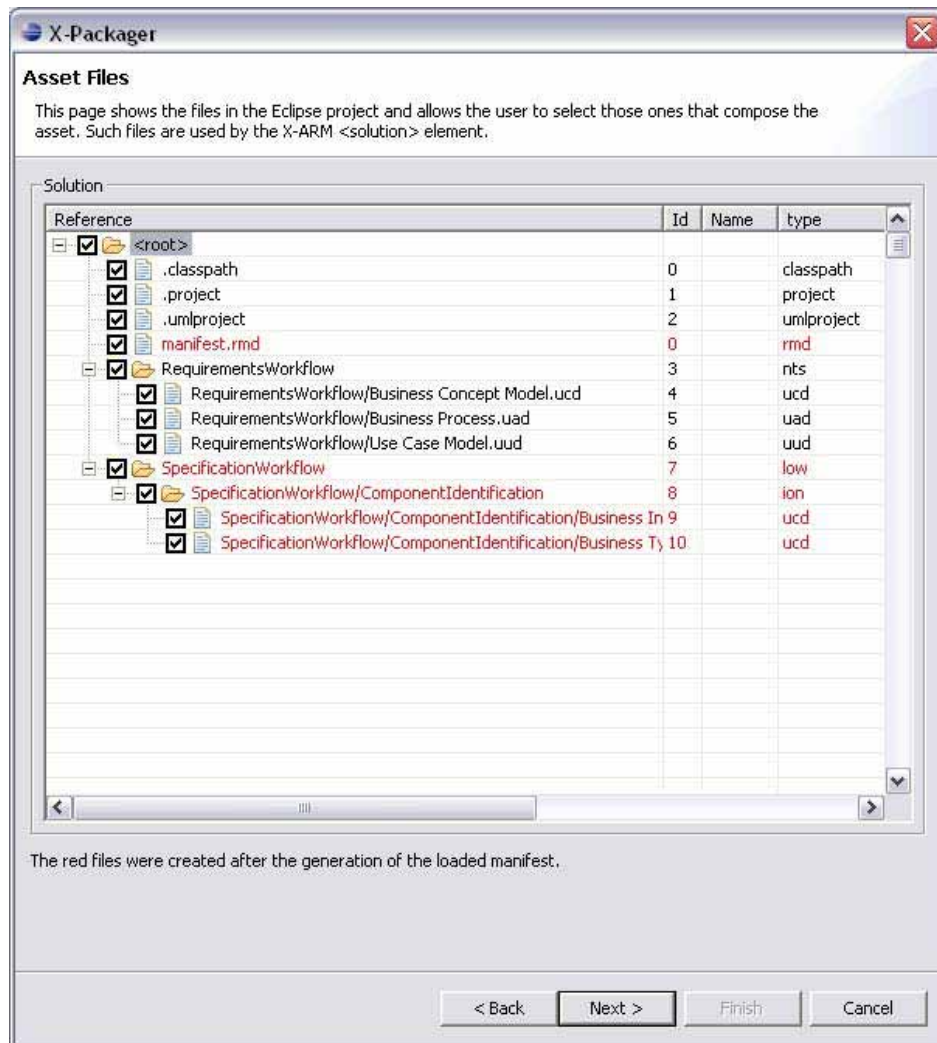 X-Packager
Asset Files
This page shows the files in the Eclipse project and allows the user to select those ones that compose the
asset. Such files are used by the X-ARM <solution> element.
Solution
Reference Id Name type
<root>
.classpath 0 classpath
.project 1 project
.umlproject 2 umlproject
manifest.rmd 0 rmd
RequirementsWorkflow 3 nts
RequirementsWorkflow/Business Concept Model.ucd 4 ucd
RequirementsWorkflow/Business Process.uad 5 uad
RequirementsWorkflow/Use Case Model.uud 6 uud
SpecificationWorkflow 7 low
SpecificationWorkflow/ComponentIdentification 8 ion
SpecificationWorkflow/ComponentIdentification/Business In 9 ucd
SpecificationWorkflow/ComponentIdentification/Business Ty 10 ucd
The red files were created after the generation of the loaded manifest.
< Back Next > Finish Cancel